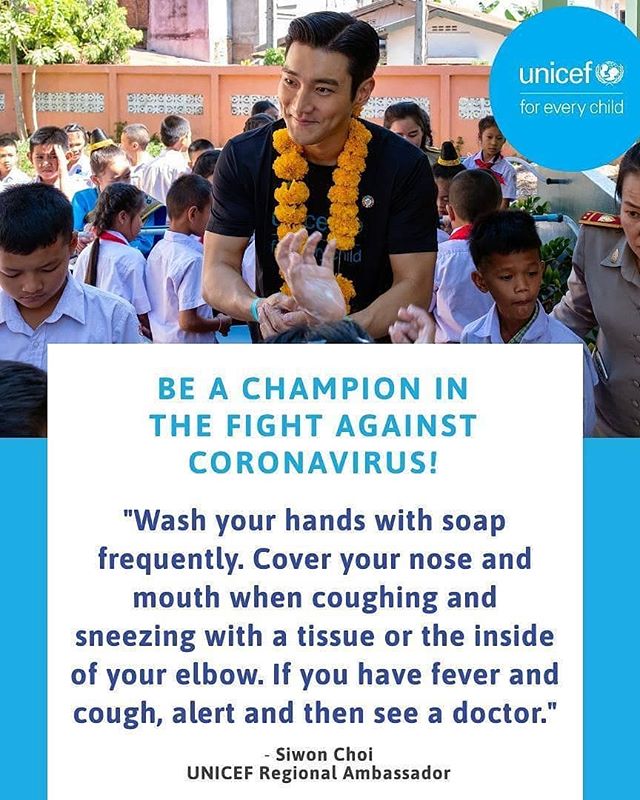 unicef
for every child
BE A CHAMPION IN
THE FIGHT AGAINST
CORONAVIRUS!
"Wash your hands with soap
frequently. Cover your nose and
mouth when coughing and
sneezing with a tissue or the inside
of your elbow. If you have fever and
cough, alert and then see a doctor."
- Siwon Choi
UNICEF Regional Ambassador